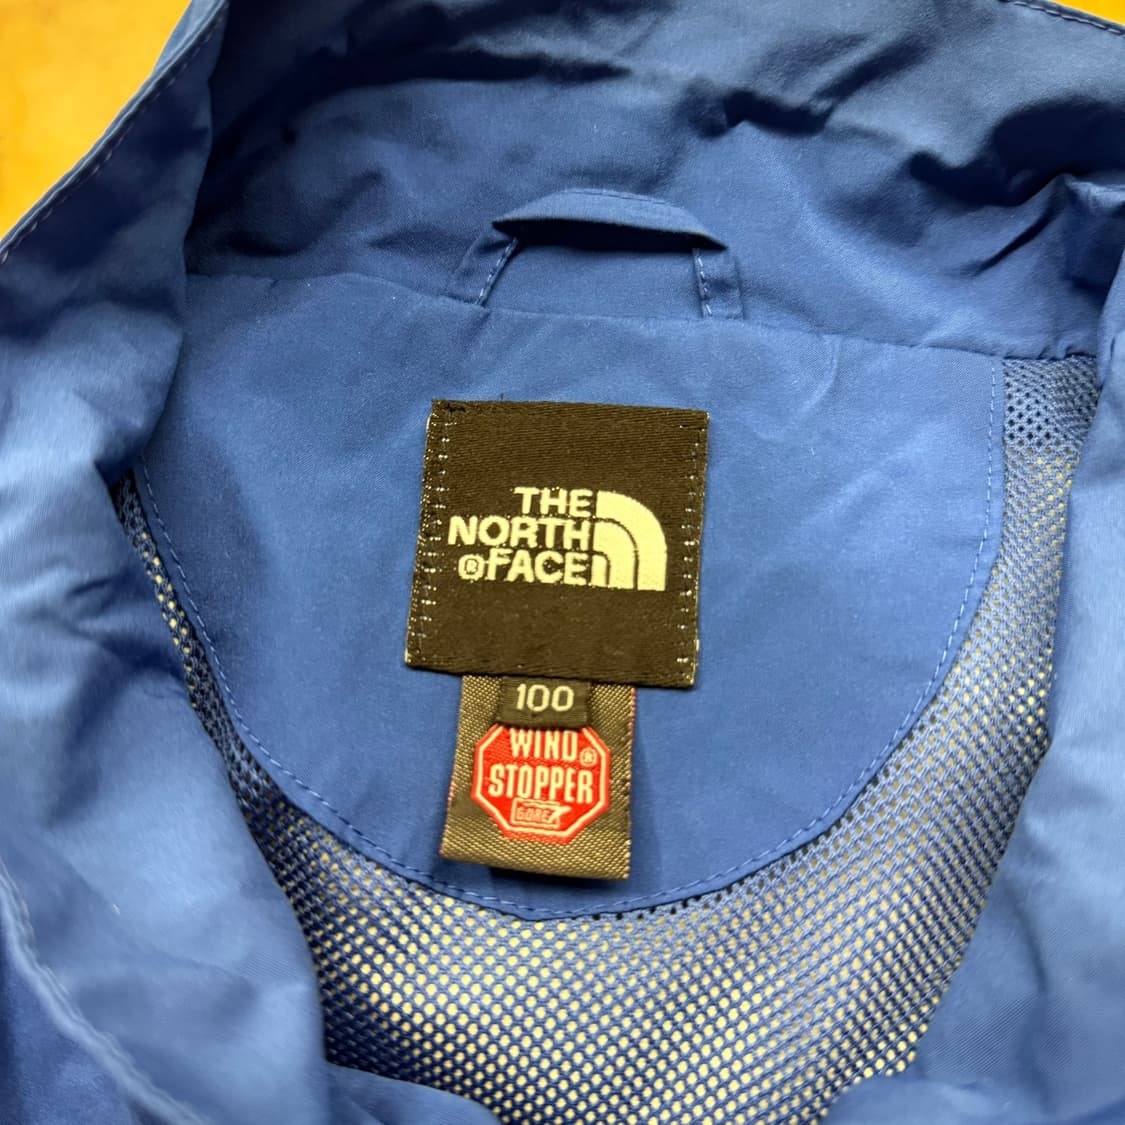 THE
NORTH
® FACE
100
WIND ®
STOPPER
GORE